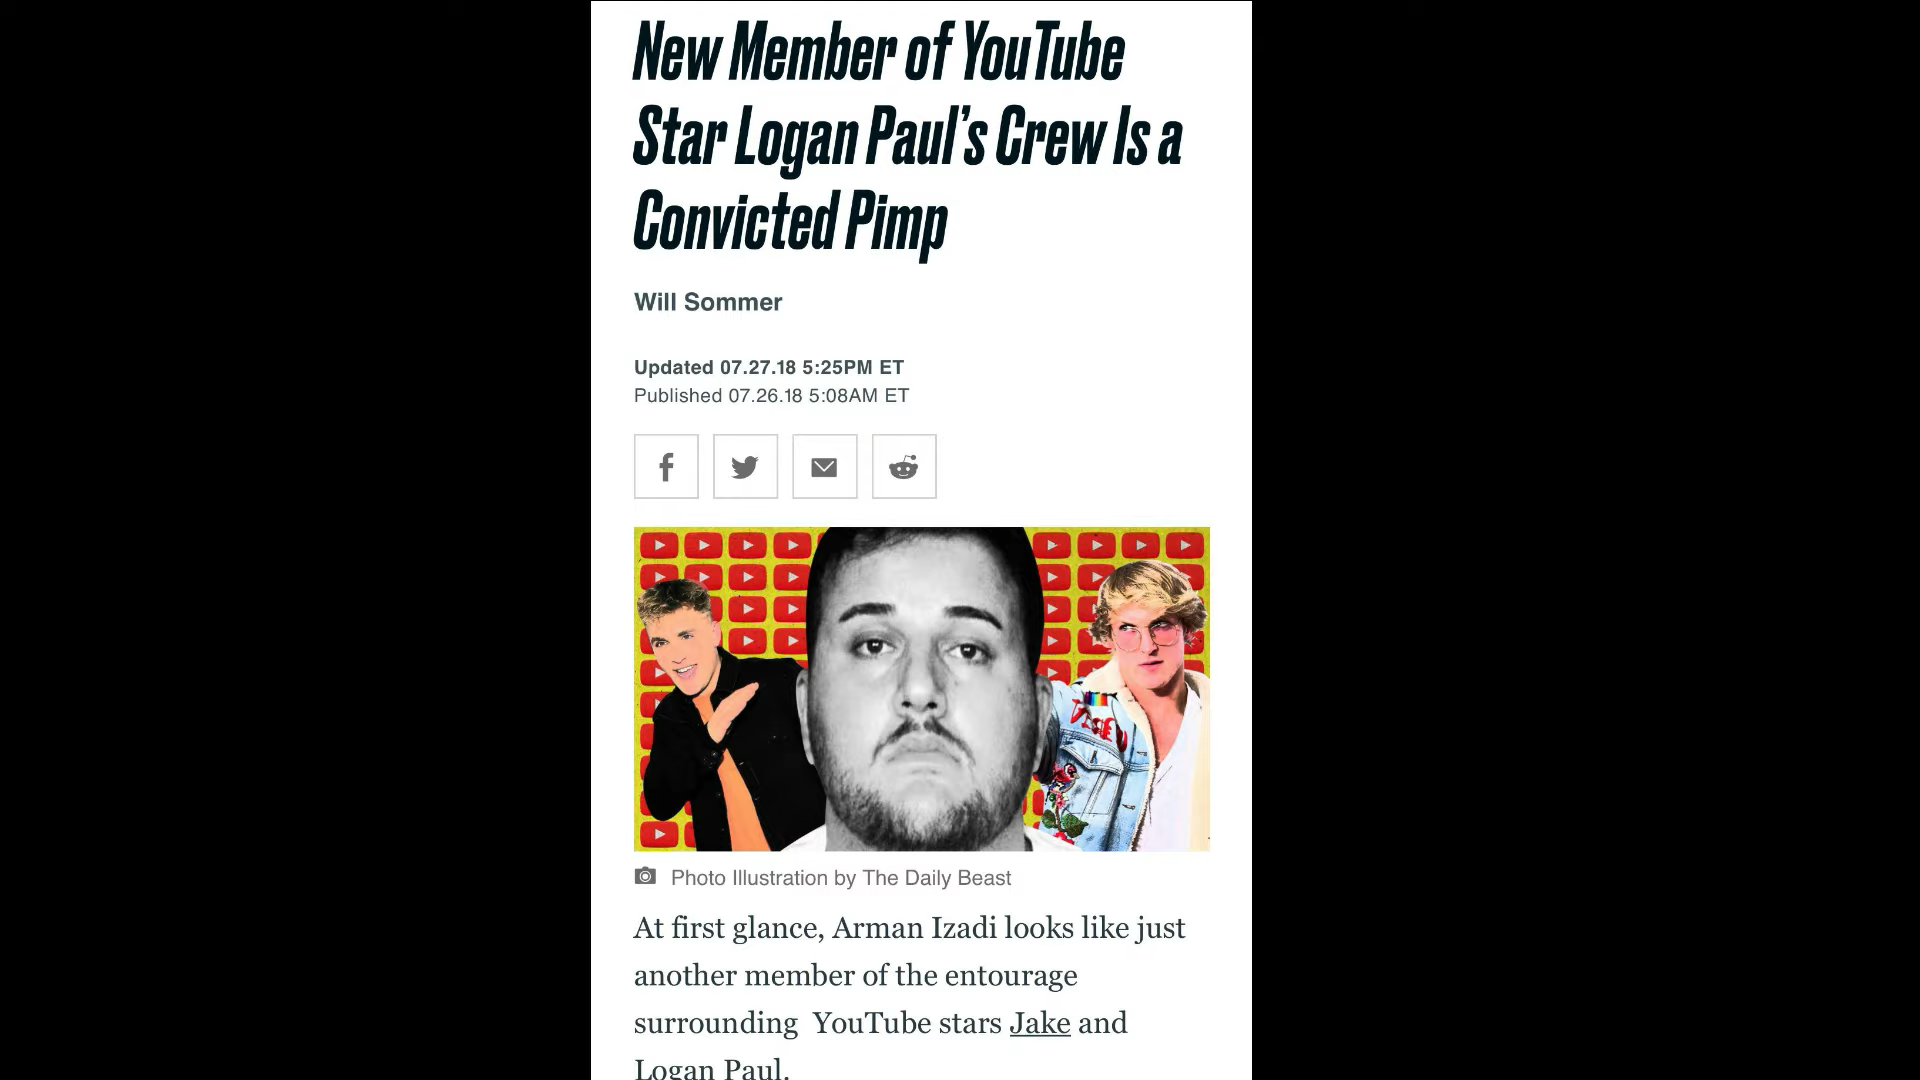 New Member of YouTube
Star Logan Paul’s Crew Is a
Convicted Pimp
Will Sommer
Updated 07.27.18 5:25PM ET
Published 07.26.18 5:08AM ET
Photo Illustration by The Daily Beast
At first glance, Arman Izadi looks like just
another member of the entourage
surrounding YouTube stars Jake and
Logan Paul.